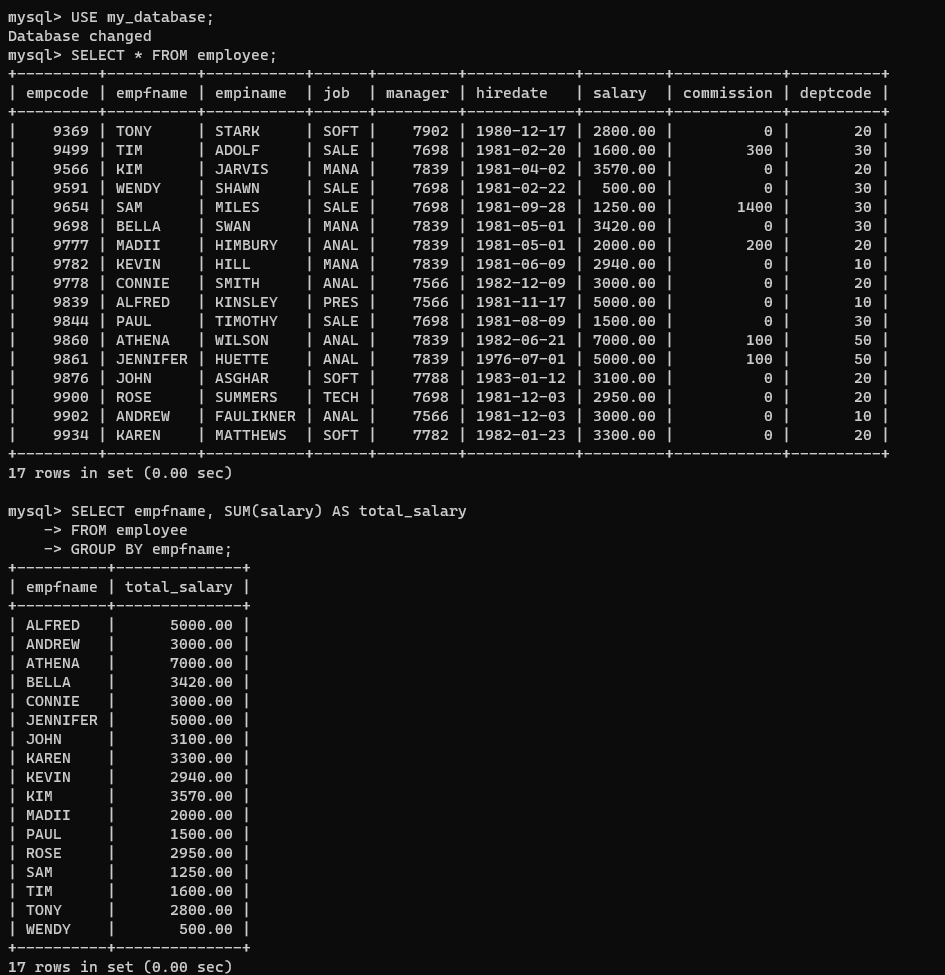 mysql> USE my_database;
Database changed
mysql> SELECT * FROM employee;
+---------+----------+-----------+------+---------+------------+---------+------------+----------+
| empcode | empfname | empiname  | job  | manager | hiredate   | salary  | commission | deptcode |
+---------+----------+-----------+------+---------+------------+---------+------------+----------+
|    9369 | TONY     | STARK     | SOFT |    7902 | 1980-12-17 | 2800.00 |          0 |       20 |
|    9499 | TIM      | ADOLF     | SALE |    7698 | 1981-02-20 | 1600.00 |        300 |       30 |
|    9566 | KIM      | JARVIS    | MANA |    7839 | 1981-04-02 | 3570.00 |          0 |       20 |
|    9591 | WENDY    | SHAWN     | SALE |    7698 | 1981-02-22 |  500.00 |          0 |       30 |
|    9654 | SAM      | MILES     | SALE |    7698 | 1981-09-28 | 1250.00 |       1400 |       30 |
|    9698 | BELLA    | SWAN      | MANA |    7839 | 1981-05-01 | 3420.00 |          0 |       30 |
|    9777 | MADII    | HIMBURY   | ANAL |    7839 | 1981-05-01 | 2000.00 |        200 |       20 |
|    9782 | KEVIN    | HILL      | MANA |    7839 | 1981-06-09 | 2940.00 |          0 |       10 |
|    9778 | CONNIE   | SMITH     | ANAL |    7566 | 1982-12-09 | 3000.00 |          0 |       20 |
|    9839 | ALFRED   | KINSLEY   | PRES |    7566 | 1981-11-17 | 5000.00 |          0 |       10 |
|    9844 | PAUL     | TIMOTHY   | SALE |    7698 | 1981-08-09 | 1500.00 |          0 |       30 |
|    9860 | ATHENA   | WILSON    | ANAL |    7839 | 1982-06-21 | 7000.00 |        100 |       50 |
|    9861 | JENNIFER | HUETTE    | ANAL |    7839 | 1976-07-01 | 5000.00 |        100 |       50 |
|    9876 | JOHN     | ASGHAR    | SOFT |    7788 | 1983-01-12 | 3100.00 |          0 |       20 |
|    9900 | ROSE     | SUMMERS   | TECH |    7698 | 1981-12-03 | 2950.00 |          0 |       20 |
|    9902 | ANDREW   | FAULIKNER | ANAL |    7566 | 1981-12-03 | 3000.00 |          0 |       10 |
|    9934 | KAREN    | MATTHEWS  | SOFT |    7782 | 1982-01-23 | 3300.00 |          0 |       20 |
+---------+----------+-----------+------+---------+------------+---------+------------+----------+
17 rows in set (0.00 sec)
mysql> SELECT empfname, SUM(salary) AS total_salary
    -> FROM employee
    -> GROUP BY empfname;
+----------+--------------+
| empfname | total_salary |
+----------+--------------+
| ALFRED   |      5000.00 |
| ANDREW   |      3000.00 |
| ATHENA   |      7000.00 |
| BELLA    |      3420.00 |
| CONNIE   |      3000.00 |
| JENNIFER |      5000.00 |
| JOHN     |      3100.00 |
| KAREN    |      3300.00 |
| KEVIN    |      2940.00 |
| KIM      |      3570.00 |
| MADII    |      2000.00 |
| PAUL     |      1500.00 |
| ROSE     |      2950.00 |
| SAM      |      1250.00 |
| TIM      |      1600.00 |
| TONY     |      2800.00 |
| WENDY    |       500.00 |
+----------+--------------+
17 rows in set (0.00 sec)